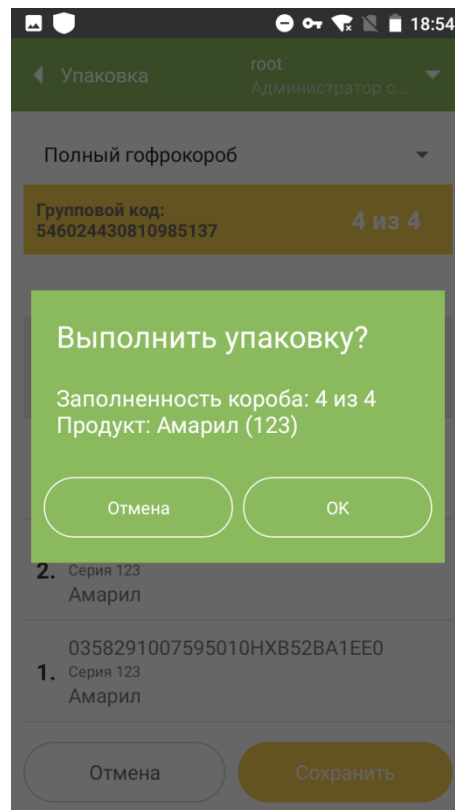 18:54
Упаковка
root
Администратор с...
Полный гофрокороб
Групповой код:
546024430810985137
4 из 4
Выполнить упаковку?
Заполненность короба: 4 из 4
Продукт: Амарил (123)
Отмена
OK
2.
Серия 123
Амарил
0358291007595010HXB52BA1EE0
1.
Серия 123
Амарил
Отмена
Сохранить